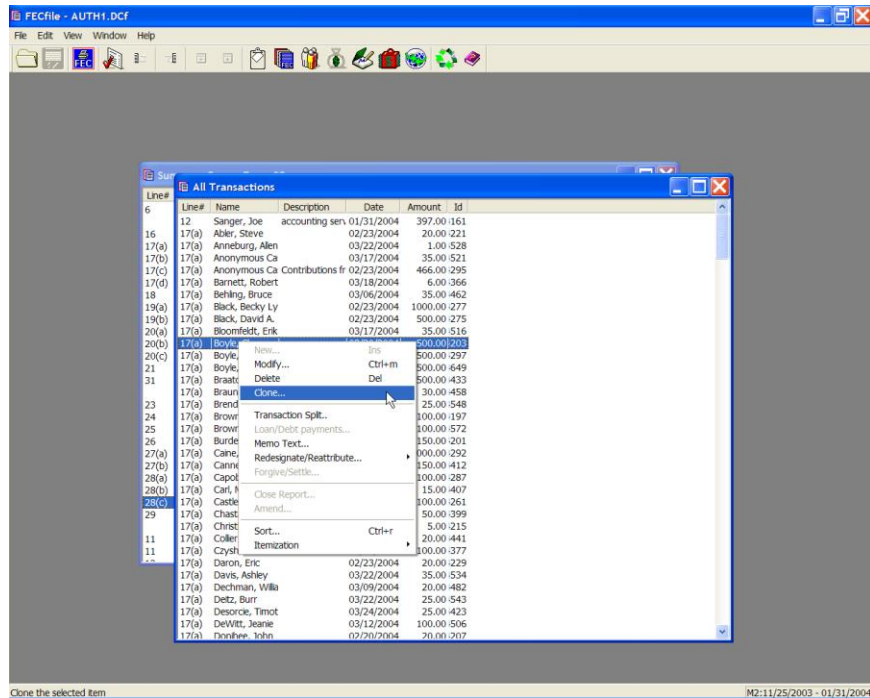 FECfile - AUTH1.DCf
File Edit View Window Help
FEC
Sum
Line#
6
16
17(a)
17(b)
17(c)
17(d)
18
19(a)
19(b)
20(a)
20(b)
20(c)
21
31
23
24
25
26
27(a)
27(b)
28(a)
28(b)
28(c)
29
11
11
All Transactions
Line# Name Description Date Amount Id
12 Sanger, Joe accounting serv 01/31/2004 397.00 161
17(a) Abler, Steve 02/23/2004 20.00 221
17(a) Anneburg, Allen 03/22/2004 1.00 528
17(a) Anonymous Ca 03/17/2004 35.00 521
17(a) Anonymous Ca Contributions fr 02/23/2004 466.00 295
17(a) Barnett, Robert 03/18/2004 6.00 366
17(a) Behling, Bruce 03/06/2004 35.00 462
17(a) Black, Becky Ly 02/23/2004 1000.00 277
17(a) Black, David A. 02/23/2004 500.00 275
17(a) Bloomfeldt, Erik 03/17/2004 35.00 516
17(a) Boyle, 500.00 203
17(a) Boyle, 500.00 297
17(a) Boyle, 500.00 649
17(a) Braatc 500.00 433
17(a) Braun 30.00 458
17(a) Brend 25.00 548
17(a) Brown 100.00 197
17(a) Brown 100.00 572
17(a) Burde 150.00 201
17(a) Caine, 000.00 292
17(a) Canne 150.00 412
17(a) Capob 100.00 287
17(a) Carl, 15.00 407
17(a) Castle 100.00 261
17(a) Chast 50.00 399
17(a) Christ 5.00 215
17(a) Coller 20.00 441
17(a) Czysh 100.00 377
17(a) Daron, Eric 02/23/2004 20.00 229
17(a) Davis, Ashley 03/22/2004 35.00 534
17(a) Dechman, Willia 03/09/2004 20.00 482
17(a) Deitz, Burr 03/22/2004 25.00 543
17(a) Desorcie, Timot 03/24/2004 25.00 423
17(a) DeWitt, Jeanie 03/12/2004 100.00 506
17(a) Donihee, John 02/20/2004 20.00 207
New... Ins
Modify... Ctrl+m
Delete Del
Clone...
Transaction Split..
Loan/Debt payments...
Memo Text...
Redesignate/Reattribute...
Forgive/Settle...
Close Report...
Amend...
Sort... Ctrl+r
Itemization
Clone the selected item
M2:11/25/2003 - 01/31/2004